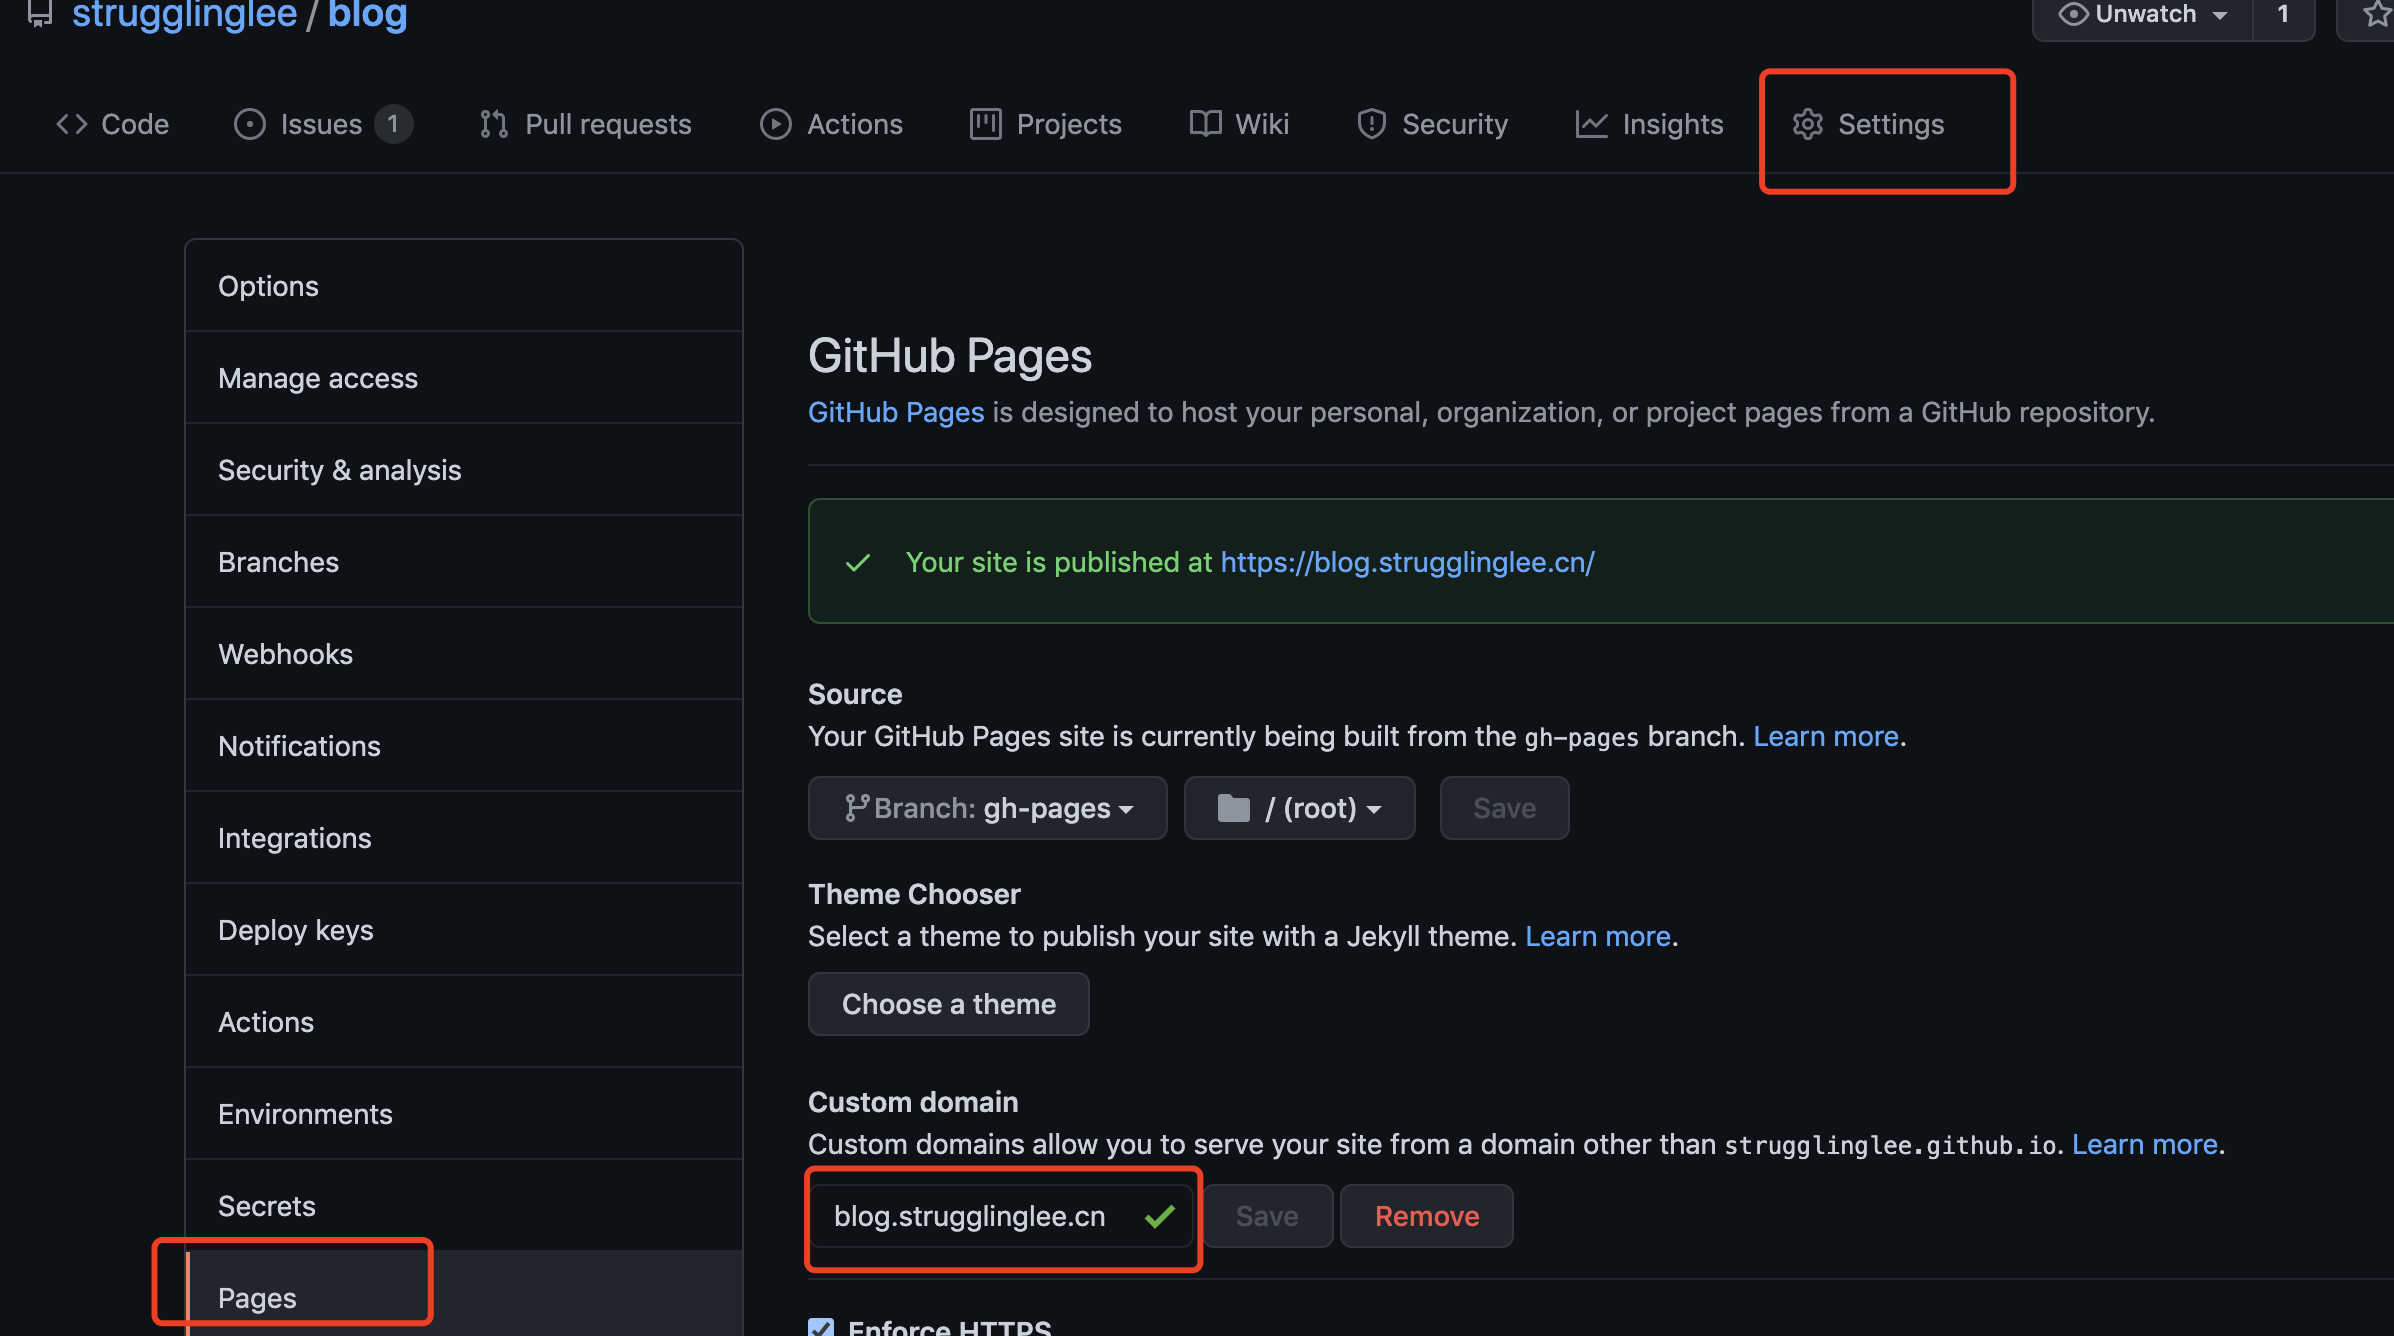 strugglinglee / blog
Unwatch 1
Code Issues 1 Pull requests Actions Projects Wiki Security Insights Settings
Options
Manage access
Security & analysis
Branches
Webhooks
Notifications
Integrations
Deploy keys
Actions
Environments
Secrets
Pages
GitHub Pages
GitHub Pages is designed to host your personal, organization, or project pages from a GitHub repository.
Your site is published at https://blog.strugglinglee.cn/
Source
Your GitHub Pages site is currently being built from the gh-pages branch. Learn more.
Branch: gh-pages / (root) Save
Theme Chooser
Select a theme to publish your site with a Jekyll theme. Learn more.
Choose a theme
Custom domain
Custom domains allow you to serve your site from a domain other than strugglinglee.github.io. Learn more.
blog.strugglinglee.cn Save Remove
Enforce HTTPS